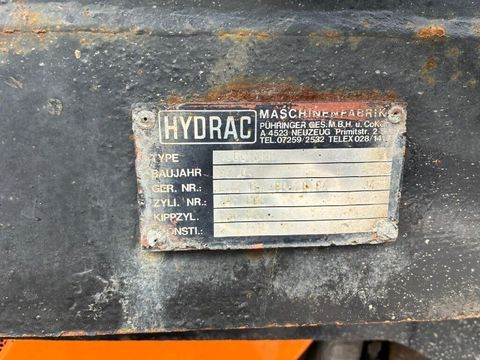 HYDRAC
MASCHINENFABRIK
PÜHRINGER GES.M.B.H. u. CoKG
A-4523 NEUZEUG Primitstr. 2
TEL.07259/2532 TELEX 028/141
TYPE
BAUJAHR
GER. NR.:
ZYLI. NR.:
KIPPZYL.
SONSTI.: